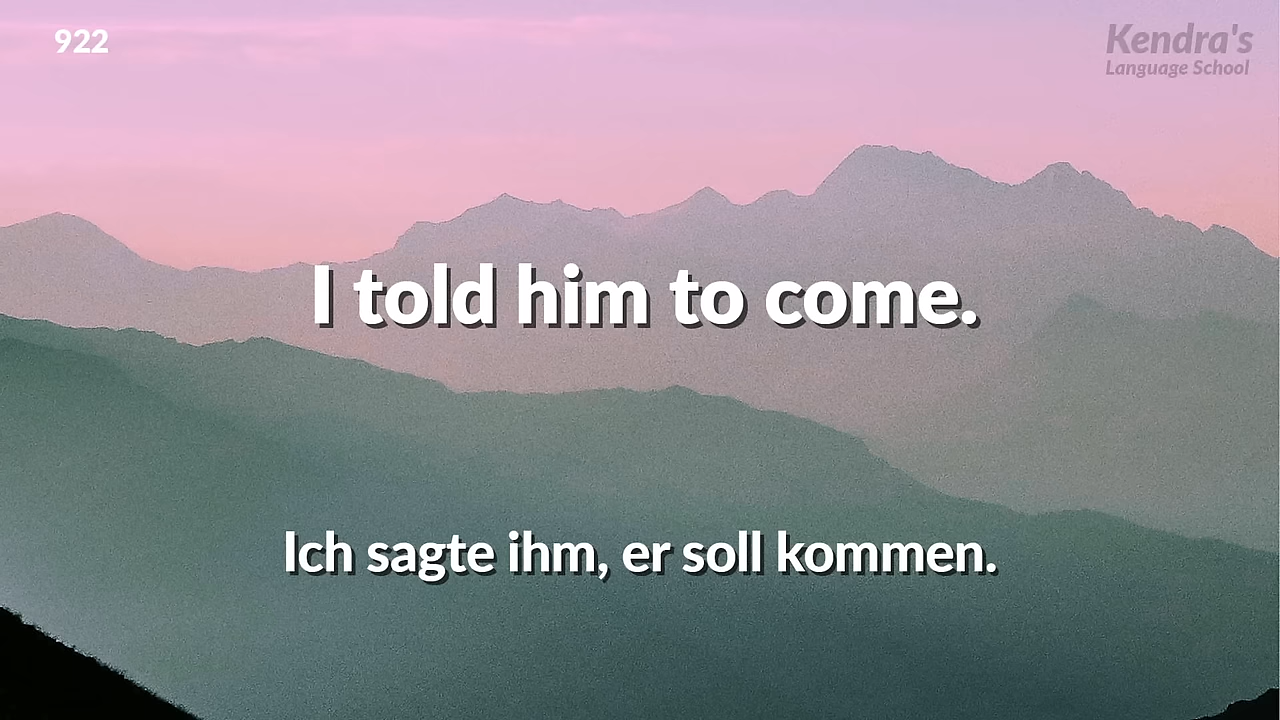 922
Kendra's
Language School
I told him to come.
Ich sagte ihm, er soll kommen.